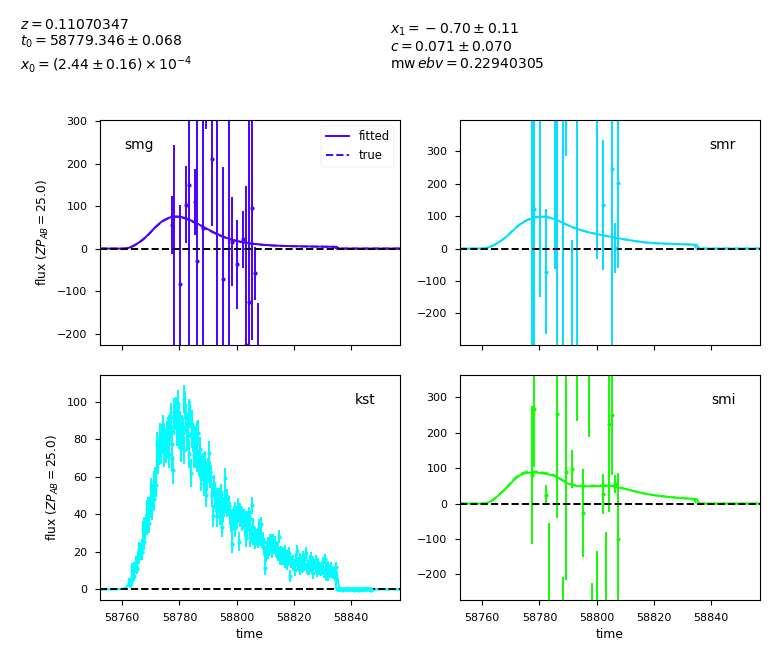 z = 0.11070347
t₀ = 58779.346 ± 0.068
x₀ = (2.44 ± 0.16) × 10⁻⁴
x₁ = −0.70 ± 0.11
c = 0.071 ± 0.070
mw ebv = 0.22940305
300
200
100
0
−100
−200
flux (ZP_AB = 25.0)
smg
fitted
true
300
200
100
0
−100
−200
smr
100
80
60
40
20
0
flux (ZP_AB = 25.0)
kst
58760 58780 58800 58820 58840
time
300
200
100
0
−100
−200
smi
58760 58780 58800 58820 58840
time